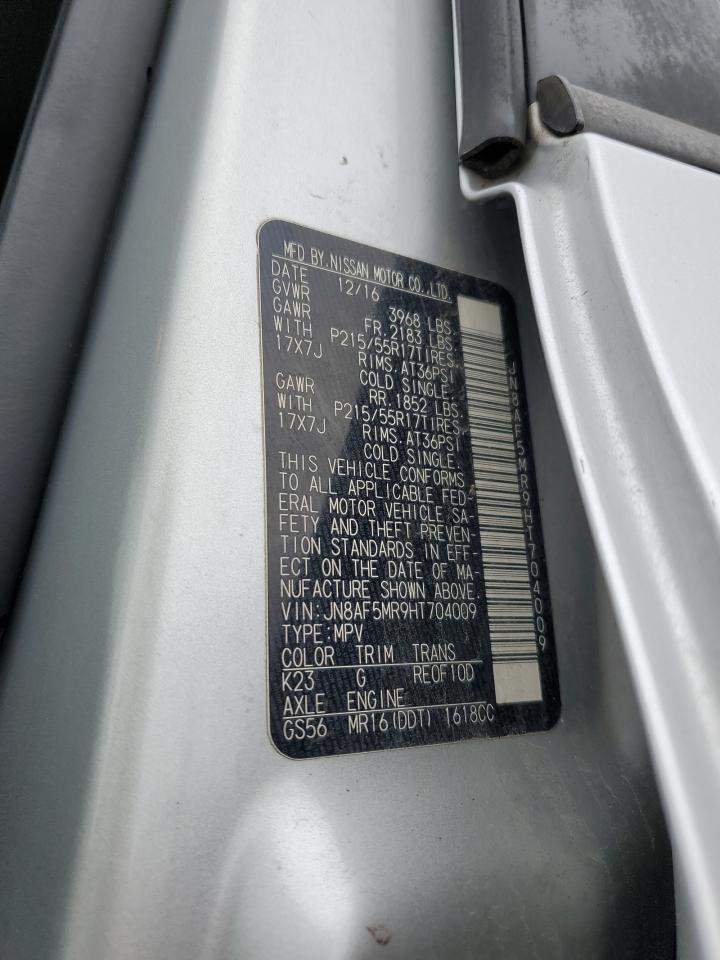 MFD BY.NISSAN MOTOR CO.,LTD.
DATE 12/16
GVWR 3968 LBS.
GAWR FR.2183 LBS.
WITH P215/55R17TIRES.
17X7J RIMS.AT36PSI
COLD SINGLE.
GAWR RR.1852 LBS.
WITH P215/55R17TIRES.
17X7J RIMS.AT36PSI
COLD SINGLE.
THIS VEHICLE CONFORMS
TO ALL APPLICABLE FED-
ERAL MOTOR VEHICLE SA-
FETY AND THEFT PREVEN-
TION STANDARDS IN EFF-
ECT ON THE DATE OF MA-
NUFACTURE SHOWN ABOVE.
VIN:JN8AF5MR9HT704009
TYPE:MPV
COLOR TRIM TRANS
K23 G RE0F10D
AXLE ENGINE
GS56 MR16(DDT) 1618CC
JN8AF5MR9HT704009